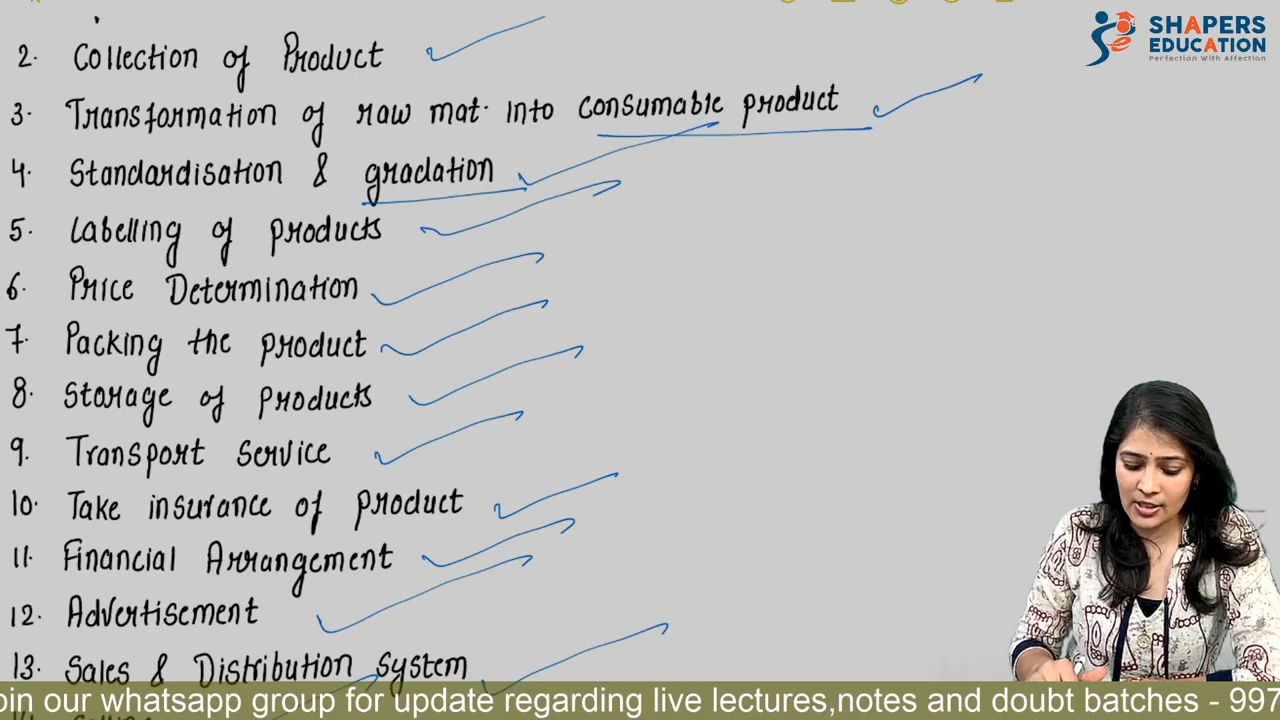 SHAPERS
EDUCATION
Perfection With Affection
2. Collection of Product
3. Transformation of raw mat. into consumable product
4. Standardisation & gradation
5. Labelling of products
6. Price Determination
7. Packing the product
8. Storage of products
9. Transport service
10. Take insurance of product
11. Financial Arrangement
12. Advertisement
13. Sales & Distribution system
oin our whatsapp group for update regarding live lectures,notes and doubt batches - 997